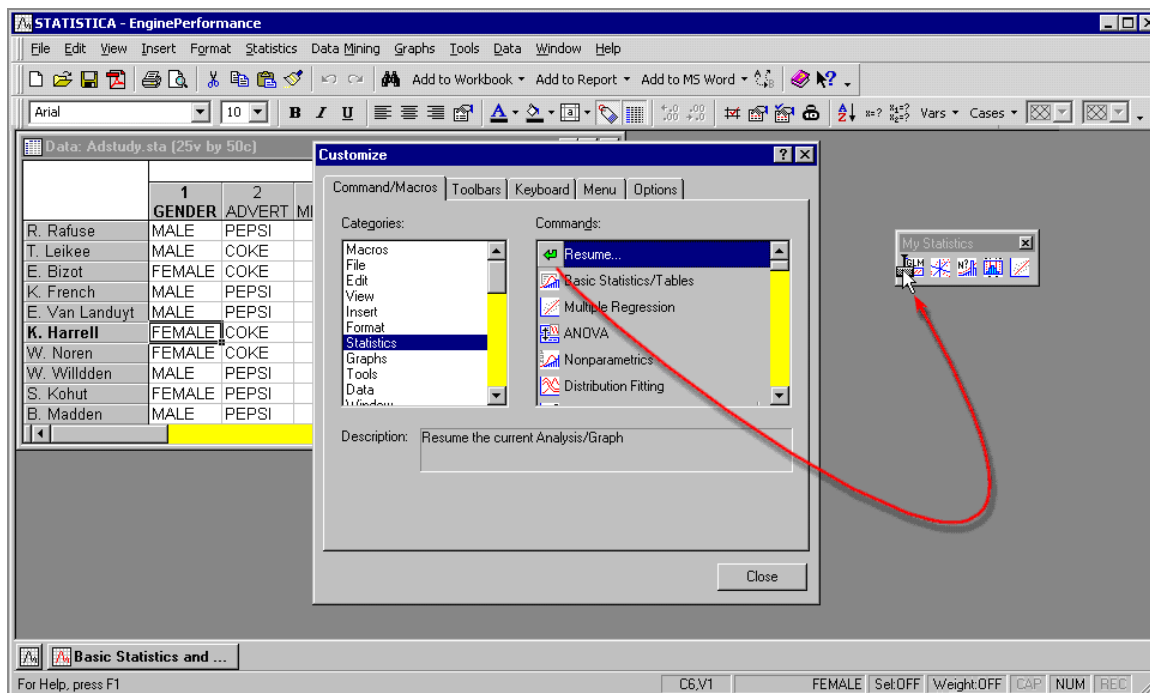 STATISTICA - EnginePerformance
File Edit View Insert Format Statistics Data Mining Graphs Tools Data Window Help
Add to Workbook Add to Report Add to MS Word
Arial 10 B I U A Vars Cases
Data: Adstudy.sta (25v by 50c)
1 2
GENDER ADVERT
R. Rafuse MALE PEPSI
T. Leikee MALE COKE
E. Bizot FEMALE COKE
K. French MALE PEPSI
E. Van Landuyt MALE PEPSI
K. Harrell FEMALE COKE
W. Noren FEMALE COKE
W. Willdden MALE PEPSI
S. Kohut FEMALE PEPSI
B. Madden MALE PEPSI
Customize
Command/Macros Toolbars Keyboard Menu Options
Categories:
Macros
File
Edit
View
Insert
Format
Statistics
Graphs
Tools
Data
Window
Commands:
Resume...
Basic Statistics/Tables
Multiple Regression
ANOVA
Nonparametrics
Distribution Fitting
Description: Resume the current Analysis/Graph
Close
My Statistics
GLM N?
Basic Statistics and ...
For Help, press F1 C6,V1 FEMALE Sel:OFF Weight:OFF CAP NUM REC